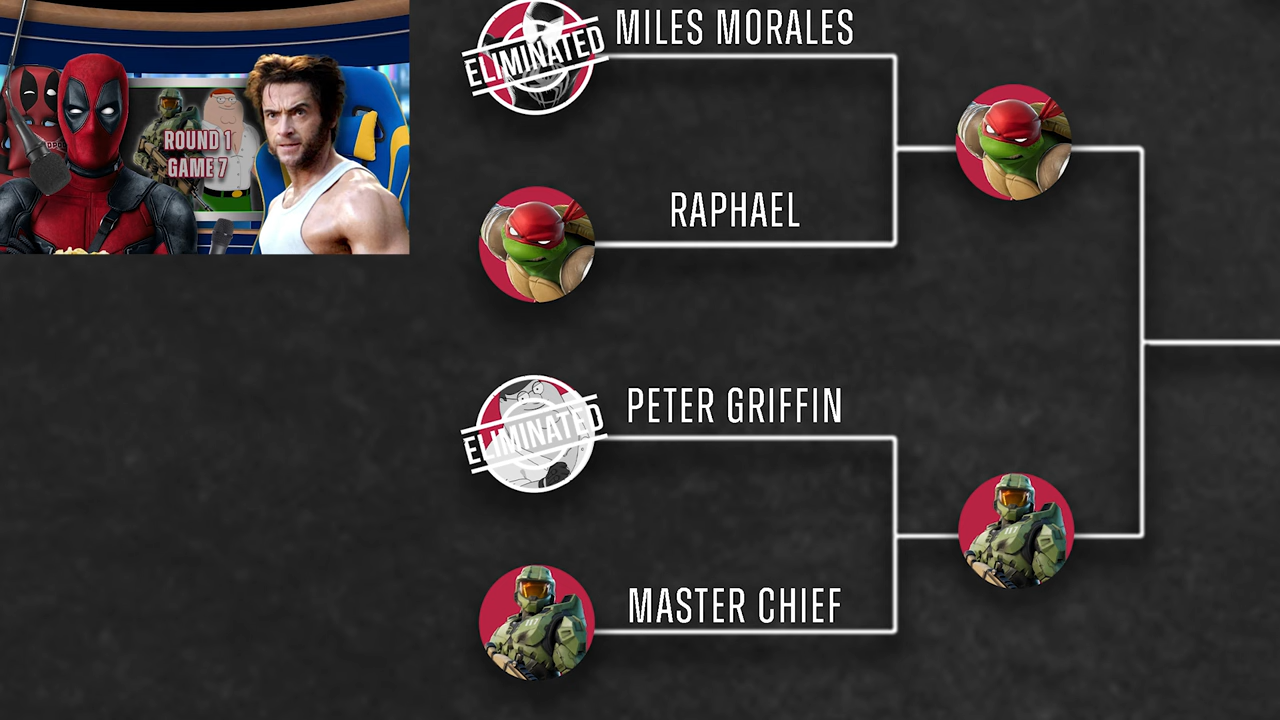 MILES MORALES
ELIMINATED
ROUND 1
GAME 7
RAPHAEL
PETER GRIFFIN
ELIMINATED
MASTER CHIEF